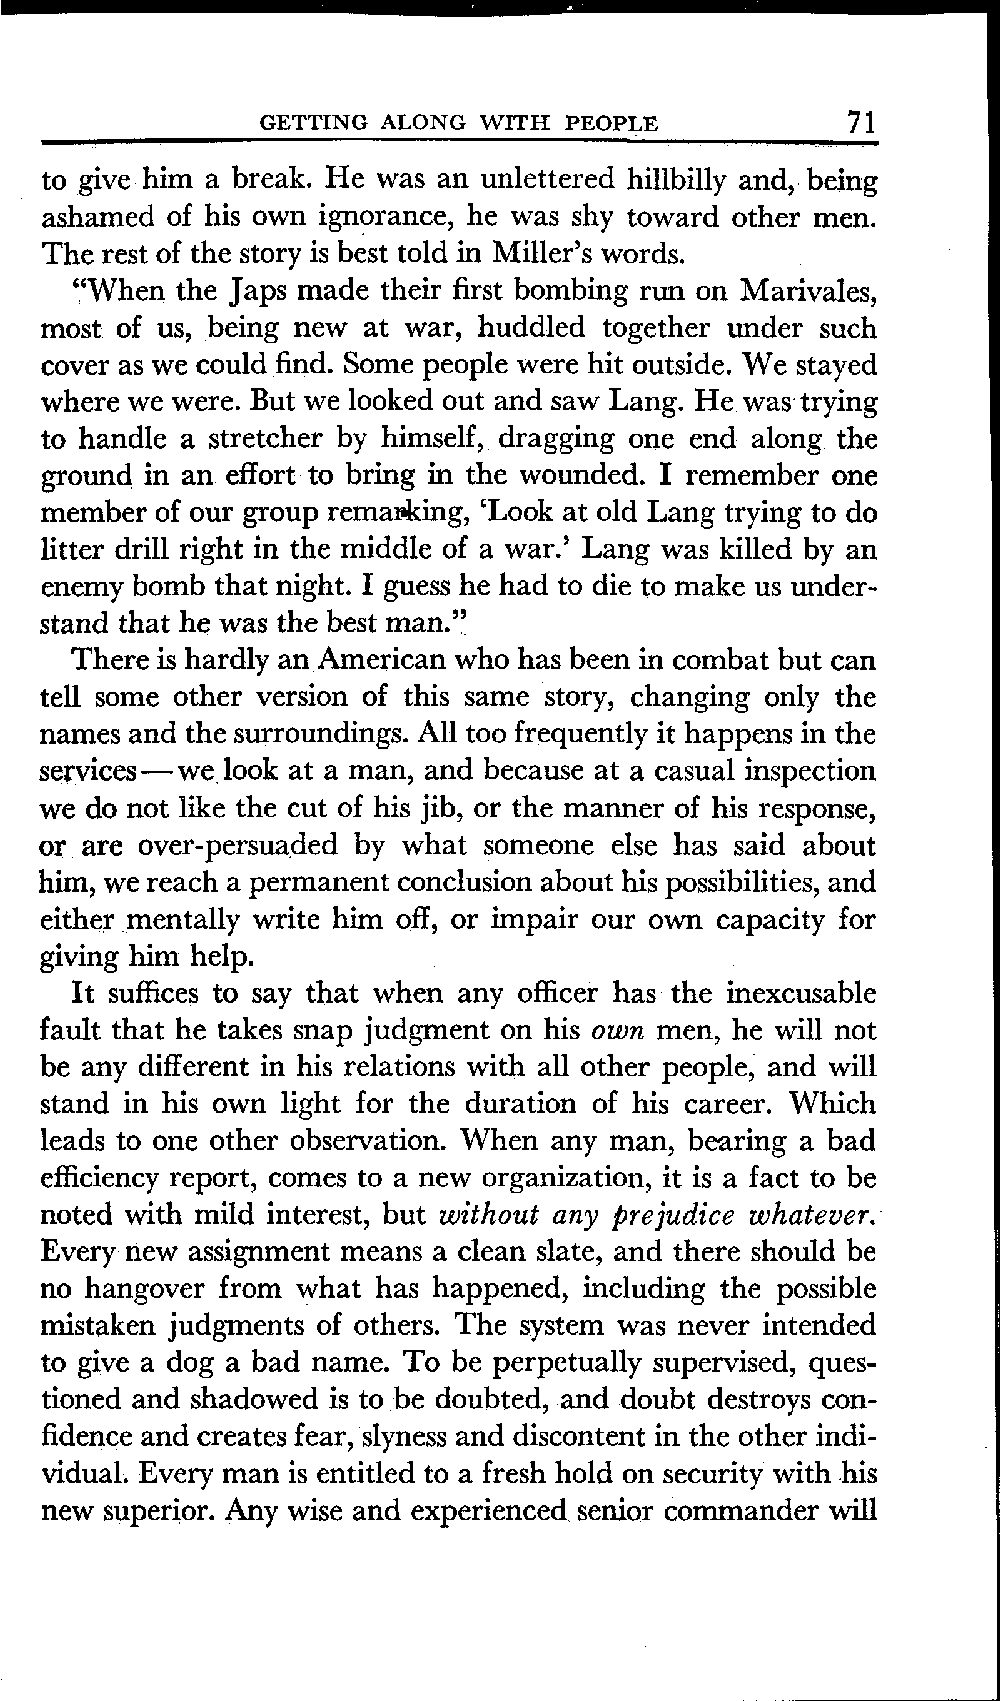 GETTING ALONG WITH PEOPLE 71
to give him a break. He was an unlettered hillbilly and, being
ashamed of his own ignorance, he was shy toward other men.
The rest of the story is best told in Miller's words.
"When the Japs made their first bombing run on Marivales,
most of us, being new at war, huddled together under such
cover as we could find. Some people were hit outside. We stayed
where we were. But we looked out and saw Lang. He was trying
to handle a stretcher by himself, dragging one end along the
ground in an effort to bring in the wounded. I remember one
member of our group remarking, 'Look at old Lang trying to do
litter drill right in the middle of a war.' Lang was killed by an
enemy bomb that night. I guess he had to die to make us under-
stand that he was the best man."
There is hardly an American who has been in combat but can
tell some other version of this same story, changing only the
names and the surroundings. All too frequently it happens in the
services—we look at a man, and because at a casual inspection
we do not like the cut of his jib, or the manner of his response,
or are over-persuaded by what someone else has said about
him, we reach a permanent conclusion about his possibilities, and
either mentally write him off, or impair our own capacity for
giving him help.
It suffices to say that when any officer has the inexcusable
fault that he takes snap judgment on his own men, he will not
be any different in his relations with all other people, and will
stand in his own light for the duration of his career. Which
leads to one other observation. When any man, bearing a bad
efficiency report, comes to a new organization, it is a fact to be
noted with mild interest, but without any prejudice whatever.
Every new assignment means a clean slate, and there should be
no hangover from what has happened, including the possible
mistaken judgments of others. The system was never intended
to give a dog a bad name. To be perpetually supervised, ques-
tioned and shadowed is to be doubted, and doubt destroys con-
fidence and creates fear, slyness and discontent in the other indi-
vidual. Every man is entitled to a fresh hold on security with his
new superior. Any wise and experienced senior commander will